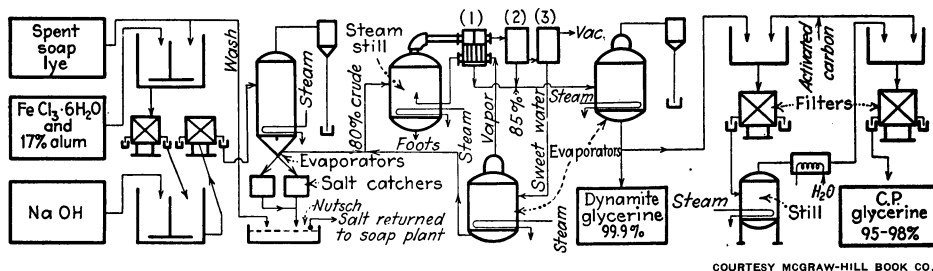 Spent
soap
lye
FeCl₃·6H₂O
and
17% alum
NaOH
Wash
Steam
Evaporators
Salt catchers
Nutsch
Salt returned
to soap plant
80% crude
Steam
still
Foots
(1)
(2)
(3)
Vac.
Steam
Vapor
85%
Sweet water
Steam
Evaporators
Steam
Dynamite
glycerine
99.9%
Activated
carbon
Filters
H₂O
Steam
Still
C.P.
glycerine
95-98%
COURTESY MCGRAW-HILL BOOK CO.